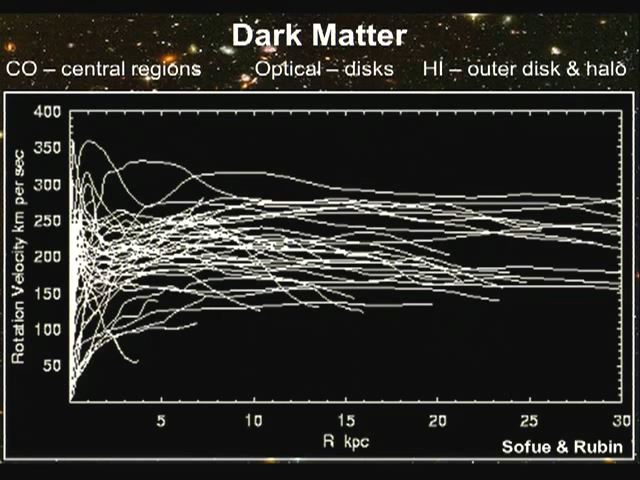 Dark Matter
CO – central regions Optical – disks HI – outer disk & halo
400
350
300
250
200
150
100
50
Rotation Velocity km per sec
5 10 15 20 25 30
R kpc
Sofue & Rubin